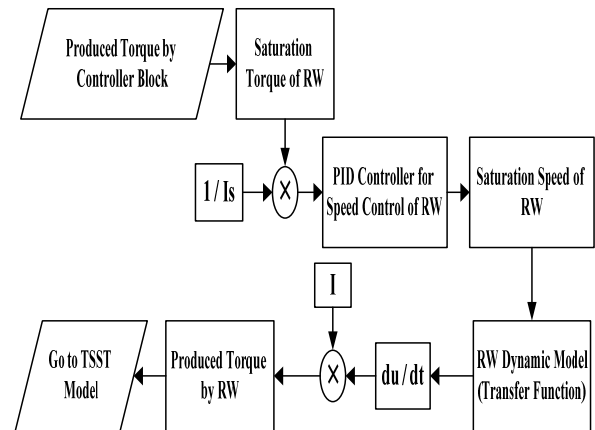 Produced Torque by
Controller Block
Saturation
Torque of RW
1 / Is
×
PID Controller for
Speed Control of RW
Saturation Speed of
RW
I
Go to TSST
Model
Produced Torque
by RW
×
du / dt
RW Dynamic Model
(Transfer Function)